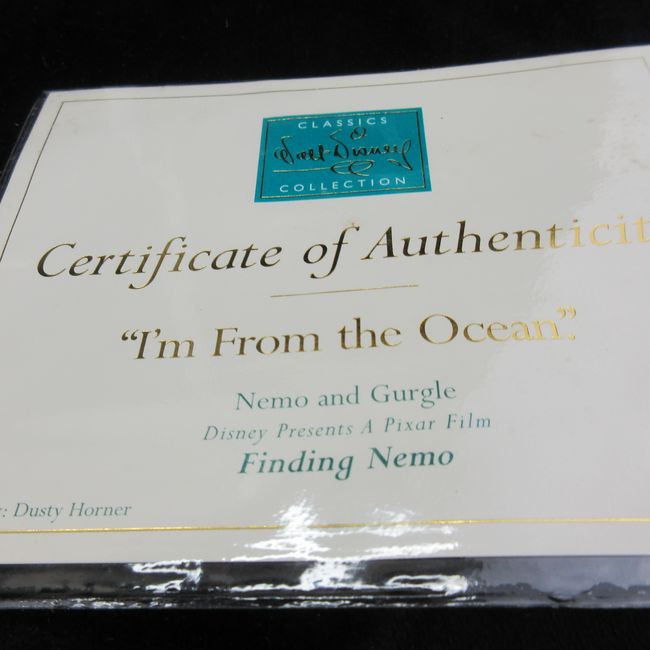 CLASSICS
Walt Disney
COLLECTION
Certificate of Authenticit
"I'm From the Ocean".
Nemo and Gurgle
Disney Presents A Pixar Film
Finding Nemo
: Dusty Horner